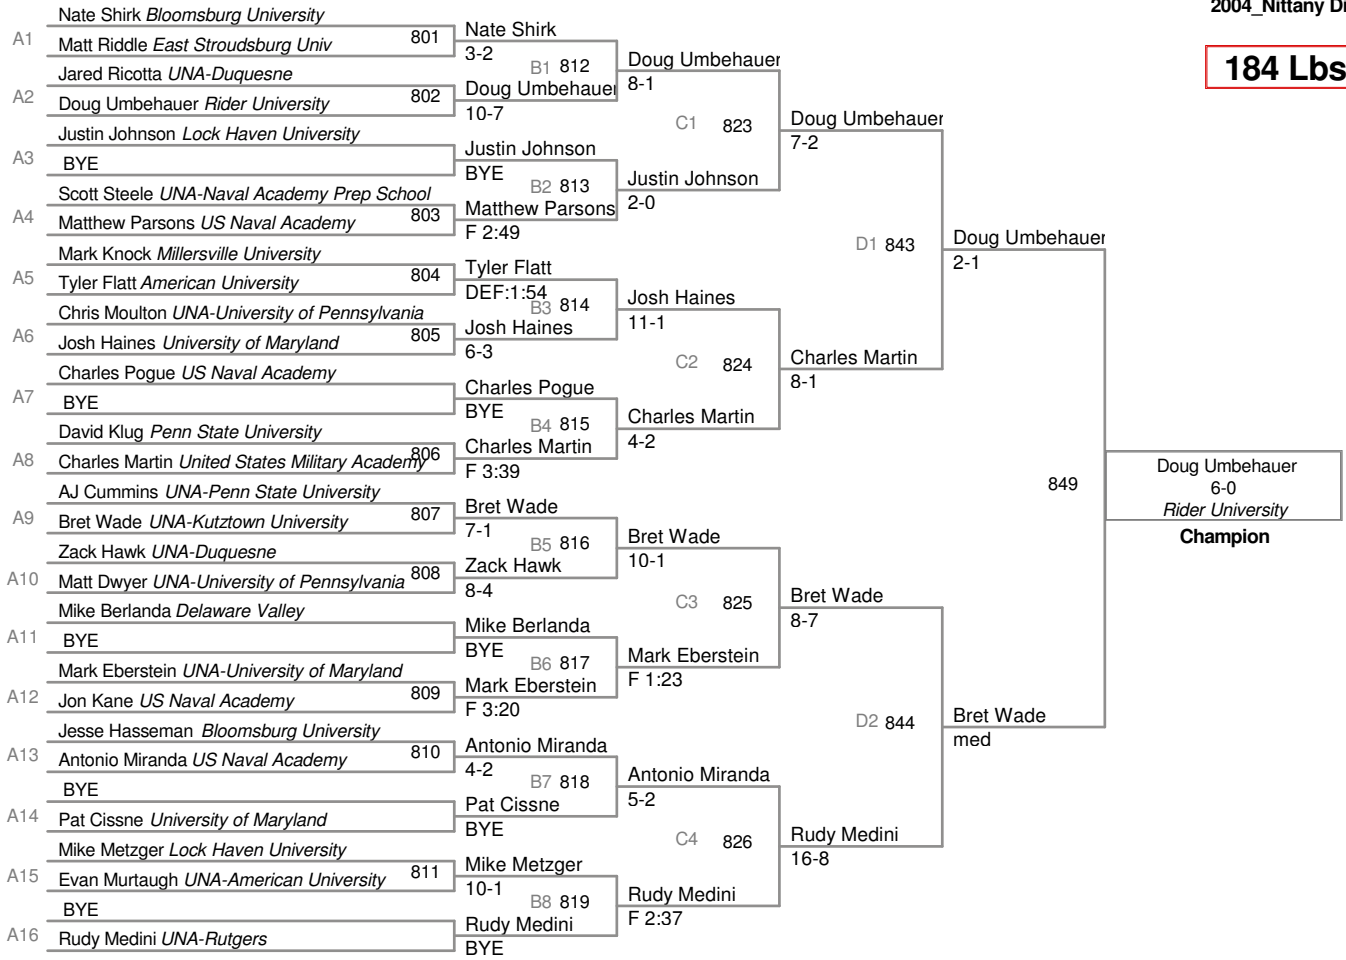 2004_Nittany Di
184 Lbs
A1
Nate Shirk Bloomsburg University
Matt Riddle East Stroudsburg Univ
801
A2
Jared Ricotta UNA-Duquesne
Doug Umbehauer Rider University
802
A3
Justin Johnson Lock Haven University
BYE
A4
Scott Steele UNA-Naval Academy Prep School
Matthew Parsons US Naval Academy
803
A5
Mark Knock Millersville University
Tyler Flatt American University
804
A6
Chris Moulton UNA-University of Pennsylvania
Josh Haines University of Maryland
805
A7
Charles Pogue US Naval Academy
BYE
A8
David Klug Penn State University
Charles Martin United States Military Academy
806
A9
AJ Cummins UNA-Penn State University
Bret Wade UNA-Kutztown University
807
A10
Zack Hawk UNA-Duquesne
Matt Dwyer UNA-University of Pennsylvania
808
A11
Mike Berlanda Delaware Valley
BYE
A12
Mark Eberstein UNA-University of Maryland
Jon Kane US Naval Academy
809
A13
Jesse Hasseman Bloomsburg University
Antonio Miranda US Naval Academy
810
A14
BYE
Pat Cissne University of Maryland
A15
Mike Metzger Lock Haven University
Evan Murtaugh UNA-American University
811
A16
BYE
Rudy Medini UNA-Rutgers
Nate Shirk
3-2
B1 812
Doug Umbehauer
10-7
Justin Johnson
BYE
B2 813
Matthew Parsons
F 2:49
Tyler Flatt
DEF:1:54
B3 814
Josh Haines
6-3
Charles Pogue
BYE
B4 815
Charles Martin
F 3:39
Bret Wade
7-1
B5 816
Zack Hawk
8-4
Mike Berlanda
BYE
B6 817
Mark Eberstein
F 3:20
Antonio Miranda
4-2
B7 818
Pat Cissne
BYE
Mike Metzger
10-1
B8 819
Rudy Medini
BYE
Doug Umbehauer
8-1
C1 823
Justin Johnson
2-0
Josh Haines
11-1
C2 824
Charles Martin
4-2
Bret Wade
10-1
C3 825
Mark Eberstein
F 1:23
Antonio Miranda
5-2
C4 826
Rudy Medini
F 2:37
Doug Umbehauer
7-2
D1 843
Charles Martin
8-1
Bret Wade
8-7
D2 844
Rudy Medini
16-8
Doug Umbehauer
2-1
849
Bret Wade
med
Doug Umbehauer
6-0
Rider University
Champion